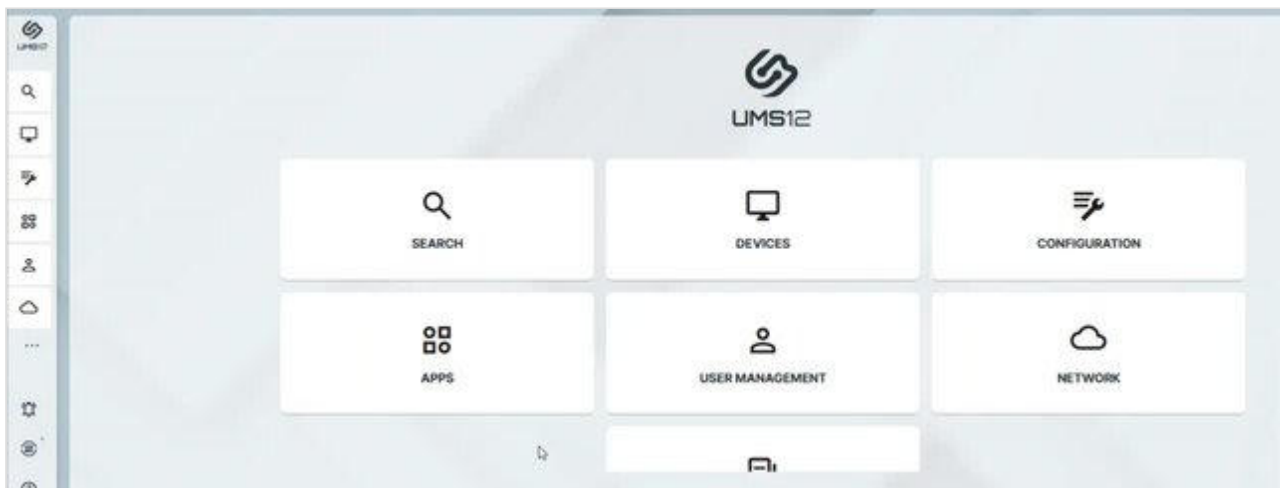 UMS12
UMS12
SEARCH
DEVICES
CONFIGURATION
APPS
USER MANAGEMENT
NETWORK